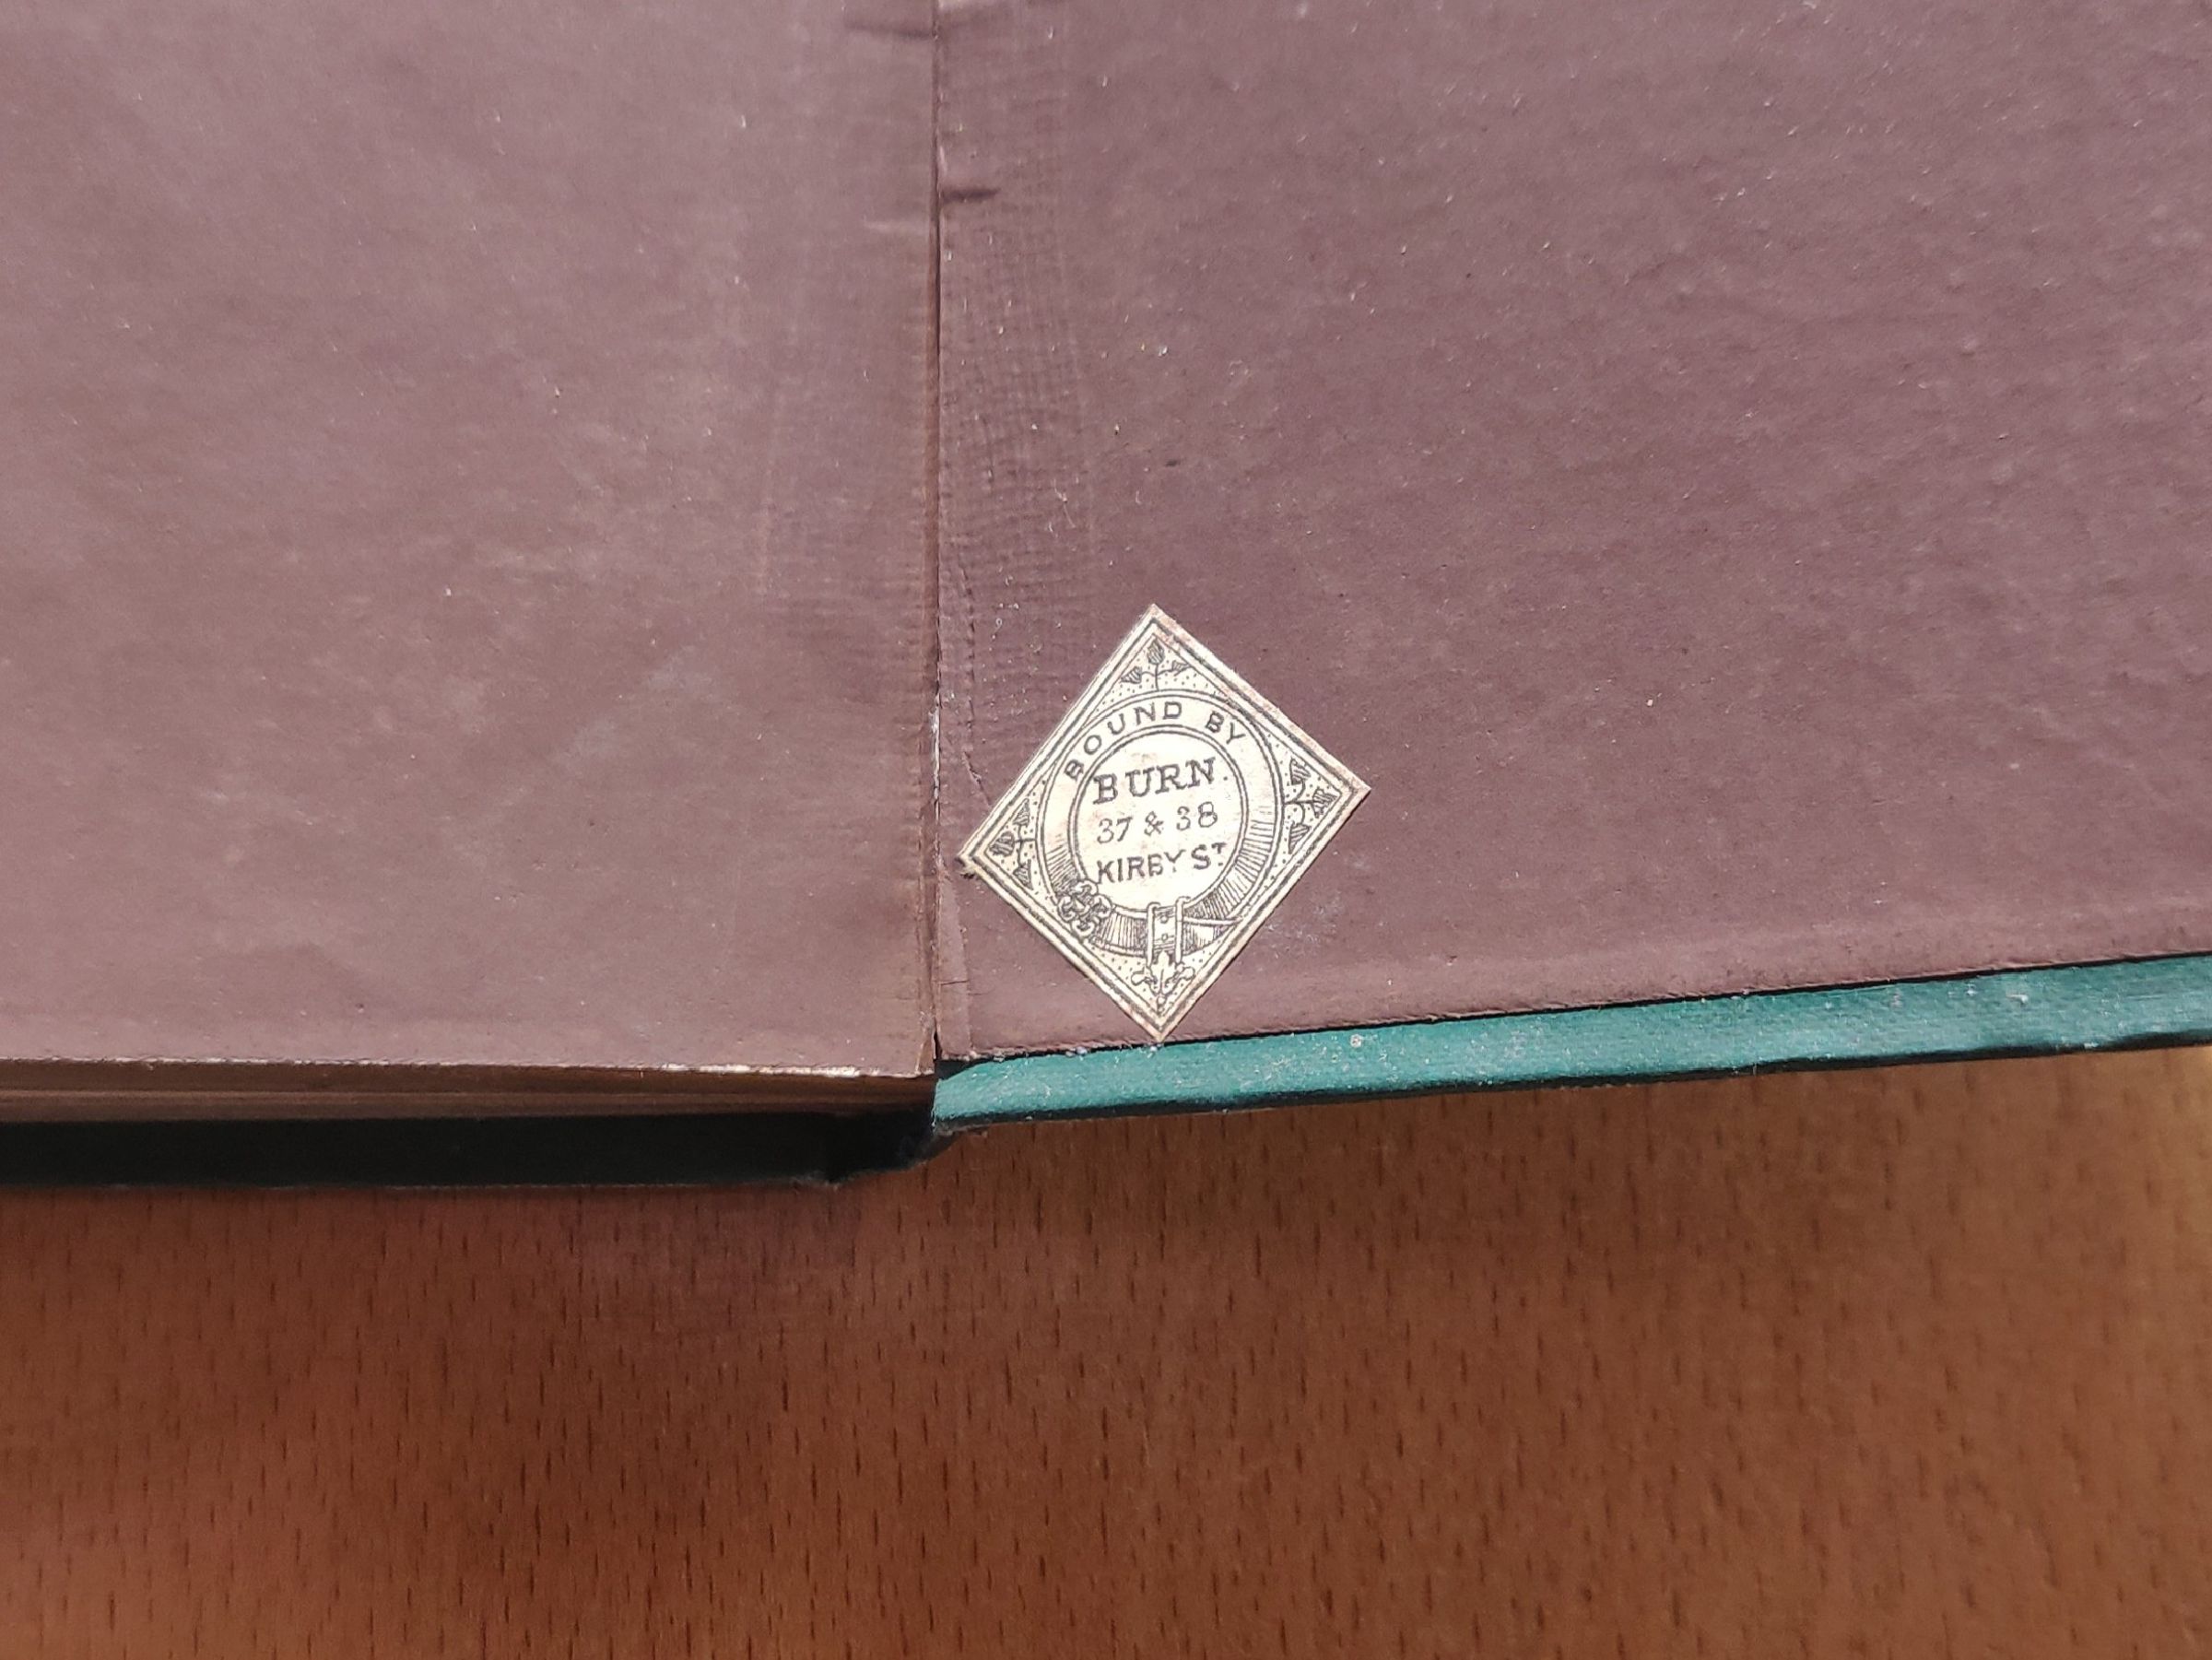 BOUND BY
BURN.
37 & 38
KIRBY ST